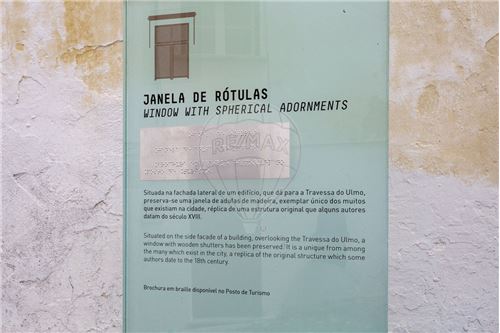 JANELA DE RÓTULAS
WINDOW WITH SPHERICAL ADORNMENTS
RE/MAX
Situada na fachada lateral de um edifício, que dá para a Travessa do Ulmo,
preserva-se uma janela de adufas de madeira, exemplar único dos muitos
que existiam na cidade, réplica de uma estrutura original que alguns autores
datam do século XVIII.
Situated on the side facade of a building, overlooking the Travessa do Ulmo, a
window with wooden shutters has been preserved. It is a unique from among
the many which exist in the city, a replica of the original structure which some
authors date to the 18th century.
Brochura em braille disponível no Posto de Turismo